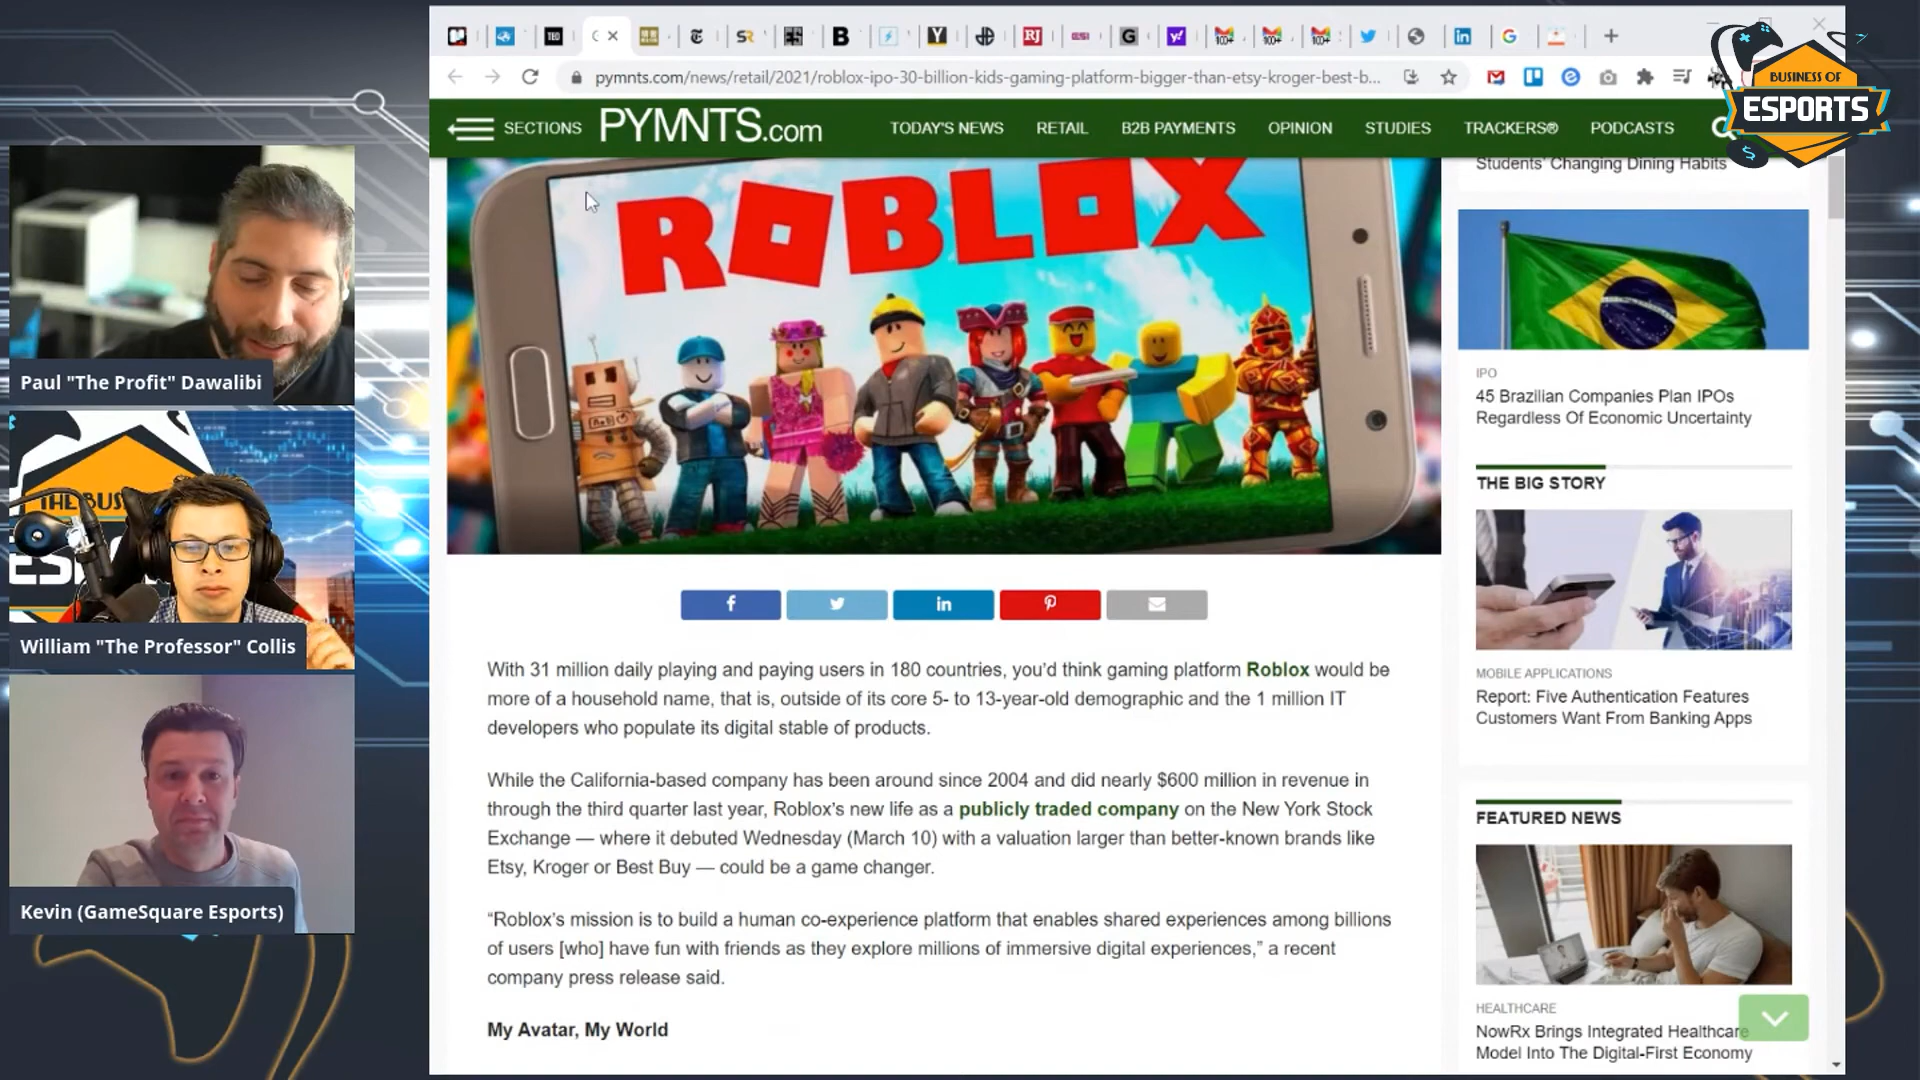 pymnts.com/news/retail/2021/roblox-ipo-30-billion-kids-gaming-platform-bigger-than-etsy-kroger-best-b...
BUSINESS OF
ESPORTS
SECTIONS
PYMNTS.com
TODAY'S NEWS
RETAIL
B2B PAYMENTS
OPINION
STUDIES
TRACKERS®
PODCASTS
Students' Changing Dining Habits
ROBLOX
Paul "The Profit" Dawalibi
THE BUS
ESP
William "The Professor" Collis
Kevin (GameSquare Esports)
With 31 million daily playing and paying users in 180 countries, you'd think gaming platform Roblox would be
more of a household name, that is, outside of its core 5- to 13-year-old demographic and the 1 million IT
developers who populate its digital stable of products.
While the California-based company has been around since 2004 and did nearly $600 million in revenue in
through the third quarter last year, Roblox's new life as a publicly traded company on the New York Stock
Exchange — where it debuted Wednesday (March 10) with a valuation larger than better-known brands like
Etsy, Kroger or Best Buy — could be a game changer.
“Roblox's mission is to build a human co-experience platform that enables shared experiences among billions
of users [who] have fun with friends as they explore millions of immersive digital experiences,” a recent
company press release said.
My Avatar, My World
IPO
45 Brazilian Companies Plan IPOs
Regardless Of Economic Uncertainty
THE BIG STORY
MOBILE APPLICATIONS
Report: Five Authentication Features
Customers Want From Banking Apps
FEATURED NEWS
HEALTHCARE
NowRx Brings Integrated Healthcare
Model Into The Digital-First Economy